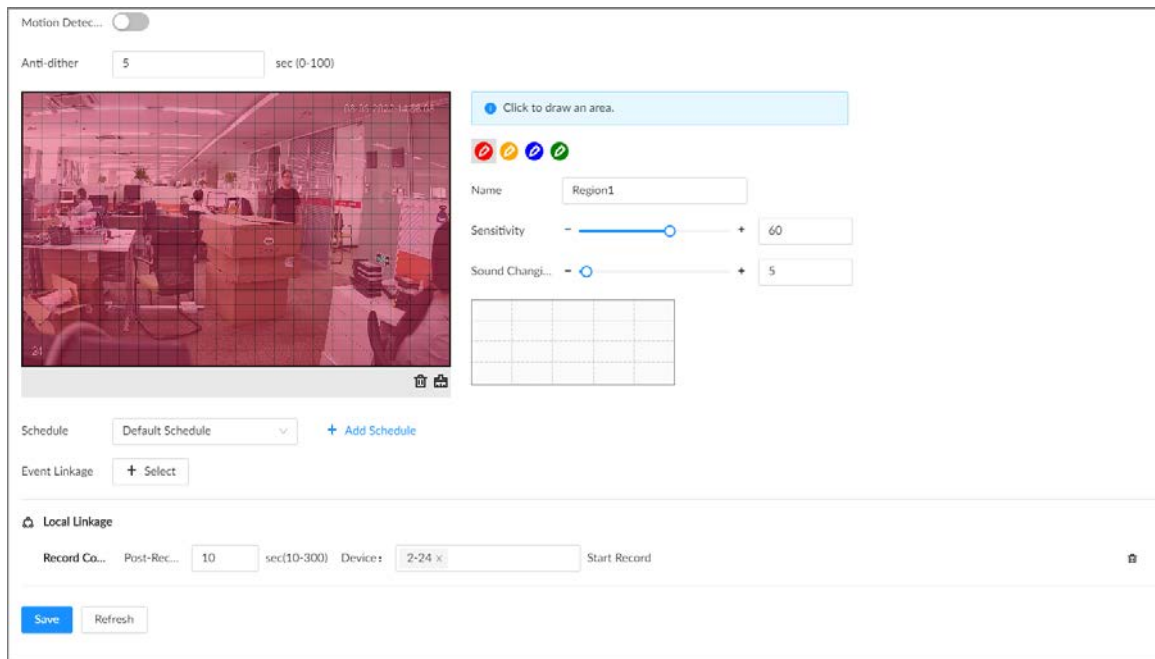 Motion Detec...
Anti-dither 5 sec (0-100)
Click to draw an area.
Name Region1
Sensitivity - + 60
Sound Changi... - + 5
24
Schedule Default Schedule + Add Schedule
Event Linkage + Select
Local Linkage
Record Co... Post-Rec... 10 sec(10-300) Device: 2-24 × Start Record
Save Refresh